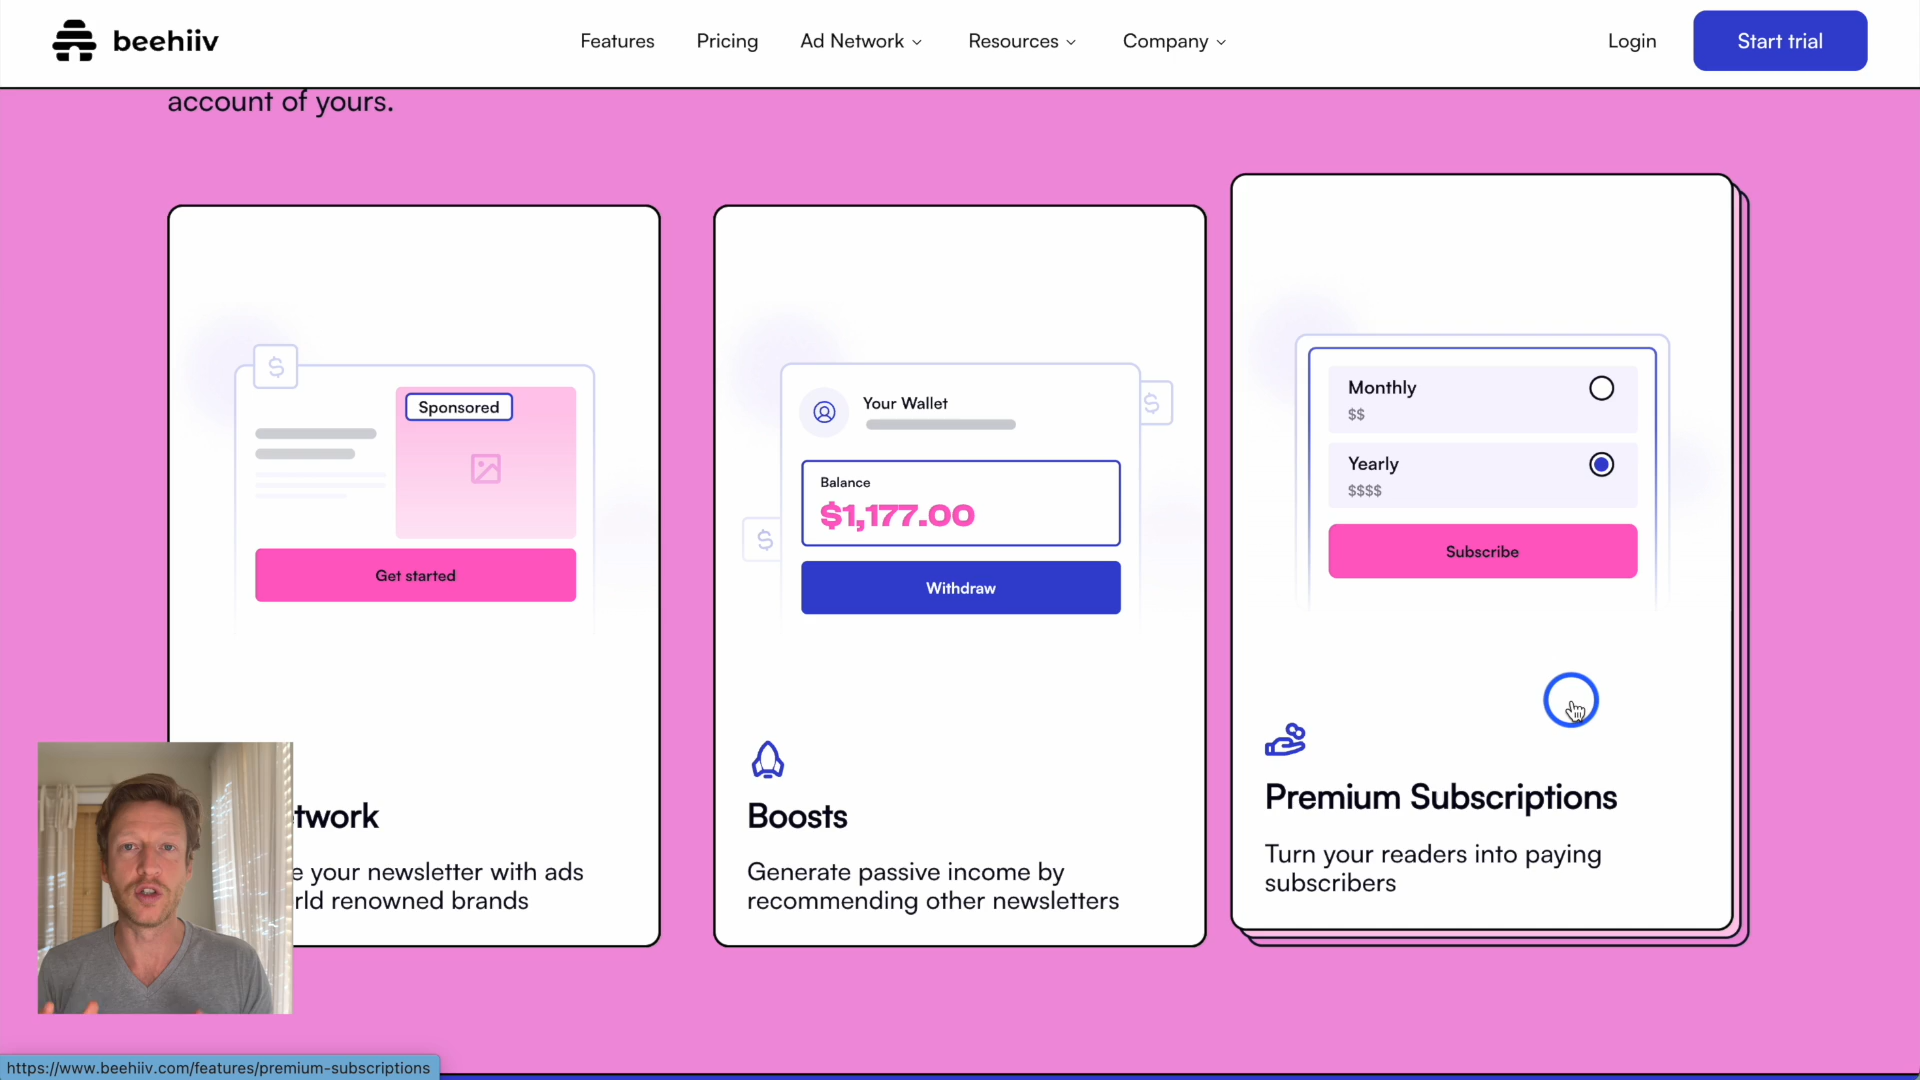 beehiiv
Features
Pricing
Ad Network
Resources
Company
Login
Start trial
account of yours.
$
Sponsored
Get started
twork
e your newsletter with ads
rld renowned brands
$
$
Your Wallet
Balance
$1,177.00
Withdraw
Boosts
Generate passive income by
recommending other newsletters
Monthly
$$
Yearly
$$$$
Subscribe
Premium Subscriptions
Turn your readers into paying
subscribers
https://www.beehiiv.com/features/premium-subscriptions